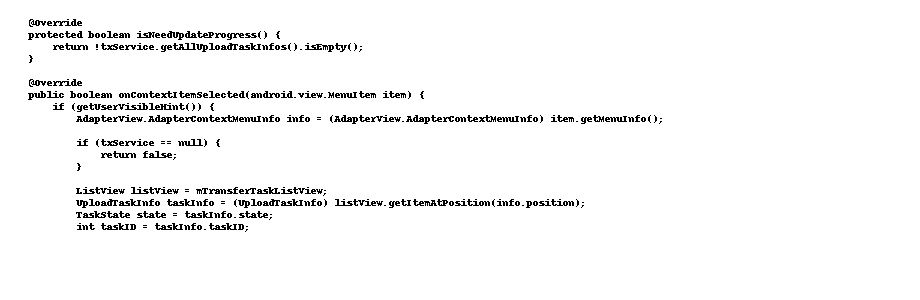 @Override
protected boolean isNeedUpdateProgress() {
return !txService.getAllUploadTaskInfos().isEmpty();
}
@Override
public boolean onContextItemSelected(android.view.MenuItem item) {
if (getUserVisibleHint()) {
AdapterView.AdapterContextMenuInfo info = (AdapterView.AdapterContextMenuInfo) item.getMenuInfo();
if (txService == null) {
return false;
}
ListView listView = mTransferTaskListView;
UploadTaskInfo taskInfo = (UploadTaskInfo) listView.getItemAtPosition(info.position);
TaskState state = taskInfo.state;
int taskID = taskInfo.taskID;